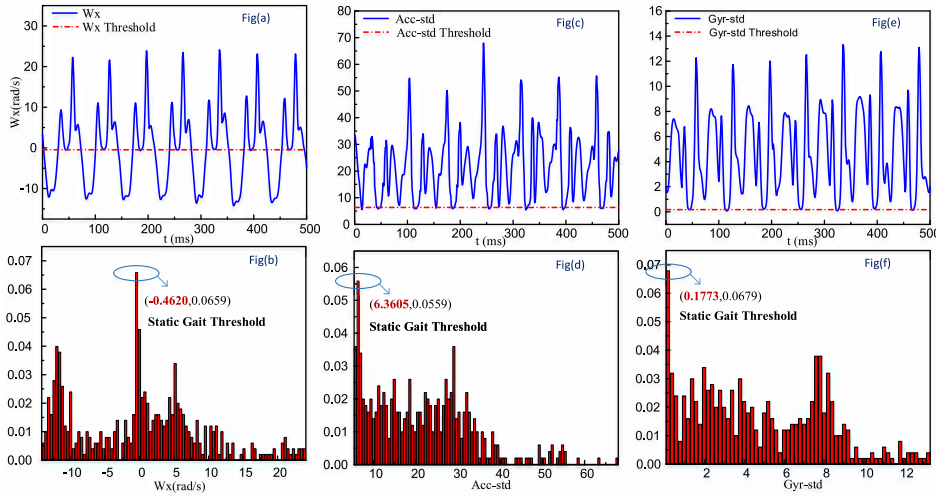 Wx
Wx Threshold
Fig(a)
Wx(rad/s)
40
30
20
10
0
-10
0 100 200 300 400 500
t (ms)
Acc-std
Acc-std Threshold
Fig(c)
80
70
60
50
40
30
20
10
0
0 100 200 300 400 500
t (ms)
Gyr-std
Gyr-std Threshold
Fig(e)
16
14
12
10
8
6
4
2
0
0 100 200 300 400 500
t (ms)
Fig(b)
0.07
0.06
0.05
0.04
0.03
0.02
0.01
0.00
(-0.4620,0.0659)
Static Gait Threshold
-10 -5 0 5 10 15 20
Wx(rad/s)
Fig(d)
0.06
0.05
0.04
0.03
0.02
0.01
0.00
(6.3605,0.0559)
Static Gait Threshold
10 20 30 40 50 60
Acc-std
Fig(f)
0.07
0.06
0.05
0.04
0.03
0.02
0.01
0.00
(0.1773,0.0679)
Static Gait Threshold
2 4 6 8 10 12
Gyr-std